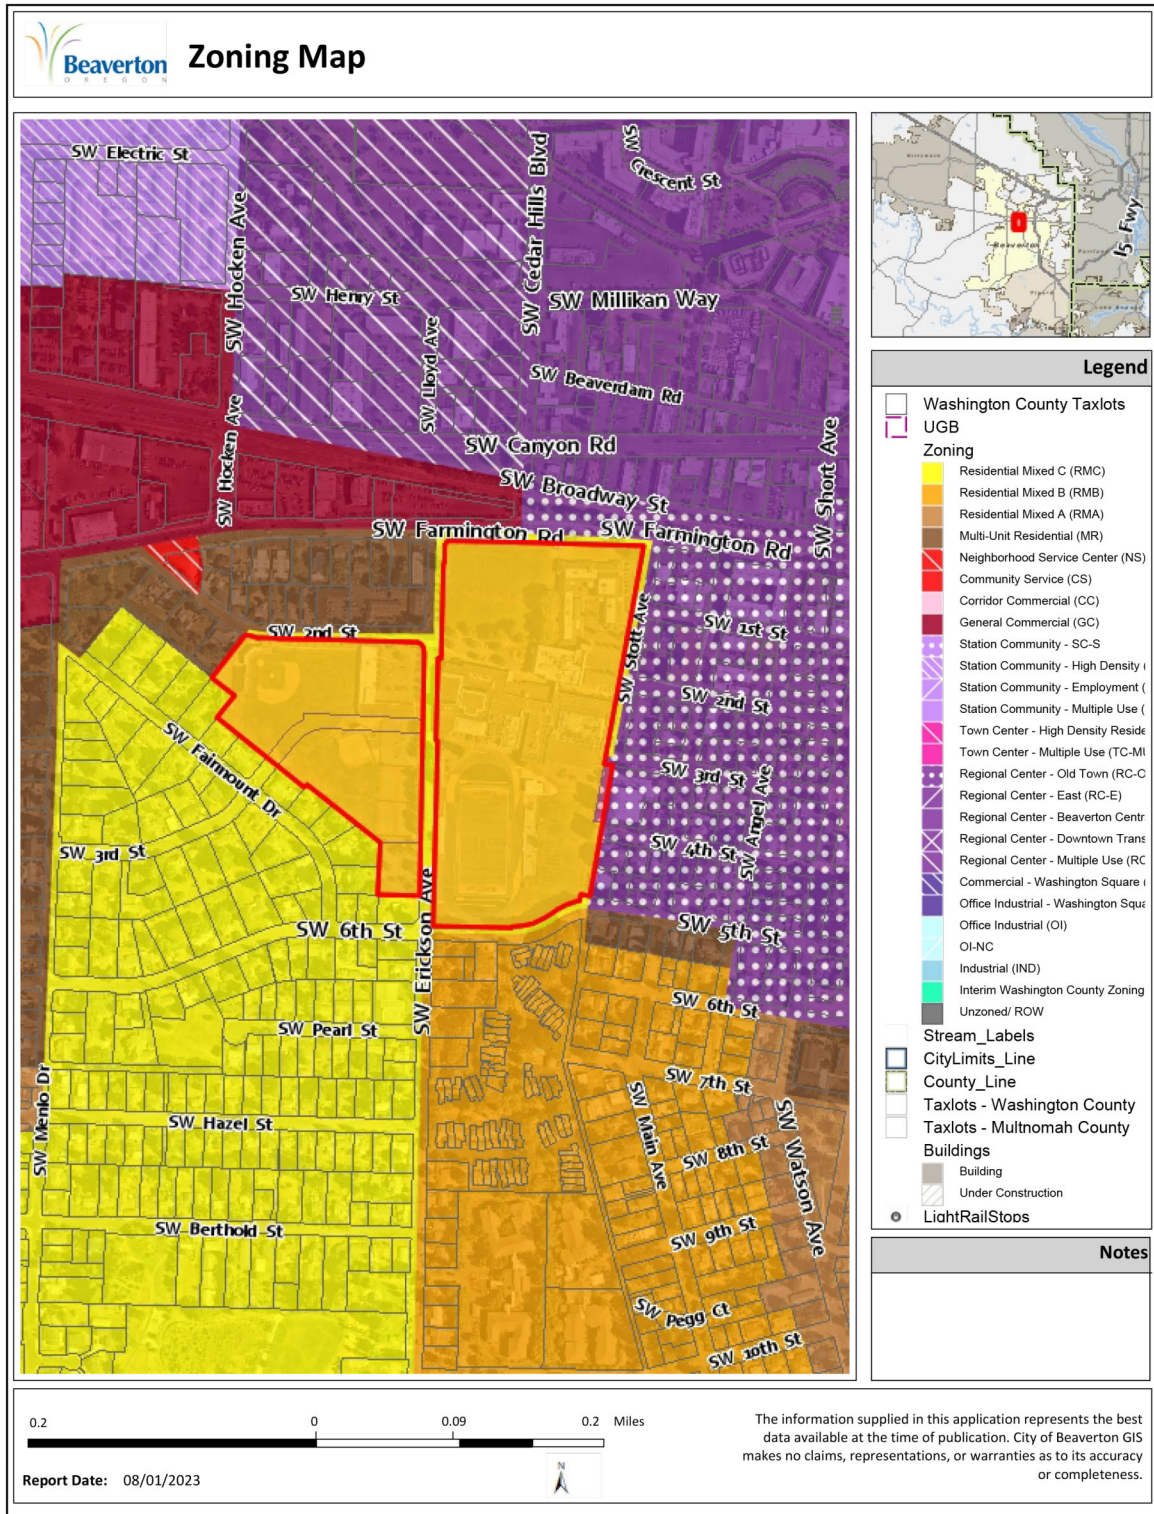 Beaverton
OREGON
Zoning Map
SW Electric St
SW Crescent St
SW Cedar Hills Blvd
SW Hocken Ave
SW Henry St
SW Millikan Way
SW Lloyd Ave
SW Beaverdam Rd
SW Hocken Ave
SW Canyon Rd
SW Short Ave
SW Broadway St
SW Farmington Rd
SW Farmington Rd
SW 2nd St
SW Stott Ave
SW 1st St
SW 2nd St
SW Fairmount Dr
SW 3rd St
SW Angel Ave
SW 3rd St
SW 4th St
SW Erickson Ave
SW 6th St
SW 5th St
SW 6th St
SW Pearl St
SW Menlo Dr
SW 7th St
SW Main Ave
SW Hazel St
SW Watson Ave
SW 8th St
SW Berthold St
SW 9th St
SW Pegg Ct
SW 10th St
Beaverton
I5 Fwy
Legend
Washington County Taxlots
UGB
Zoning
Residential Mixed C (RMC)
Residential Mixed B (RMB)
Residential Mixed A (RMA)
Multi-Unit Residential (MR)
Neighborhood Service Center (NS)
Community Service (CS)
Corridor Commercial (CC)
General Commercial (GC)
Station Community - SC-S
Station Community - High Density (
Station Community - Employment (
Station Community - Multiple Use (
Town Center - High Density Reside
Town Center - Multiple Use (TC-MU
Regional Center - Old Town (RC-O
Regional Center - East (RC-E)
Regional Center - Beaverton Centr
Regional Center - Downtown Trans
Regional Center - Multiple Use (RC
Commercial - Washington Square (
Office Industrial - Washington Squa
Office Industrial (OI)
OI-NC
Industrial (IND)
Interim Washington County Zoning
Unzoned/ ROW
Stream_Labels
CityLimits_Line
County_Line
Taxlots - Washington County
Taxlots - Multnomah County
Buildings
Building
Under Construction
LightRailStops
Notes
0.2 0 0.09 0.2 Miles
N
Report Date: 08/01/2023
The information supplied in this application represents the best
data available at the time of publication. City of Beaverton GIS
makes no claims, representations, or warranties as to its accuracy
or completeness.